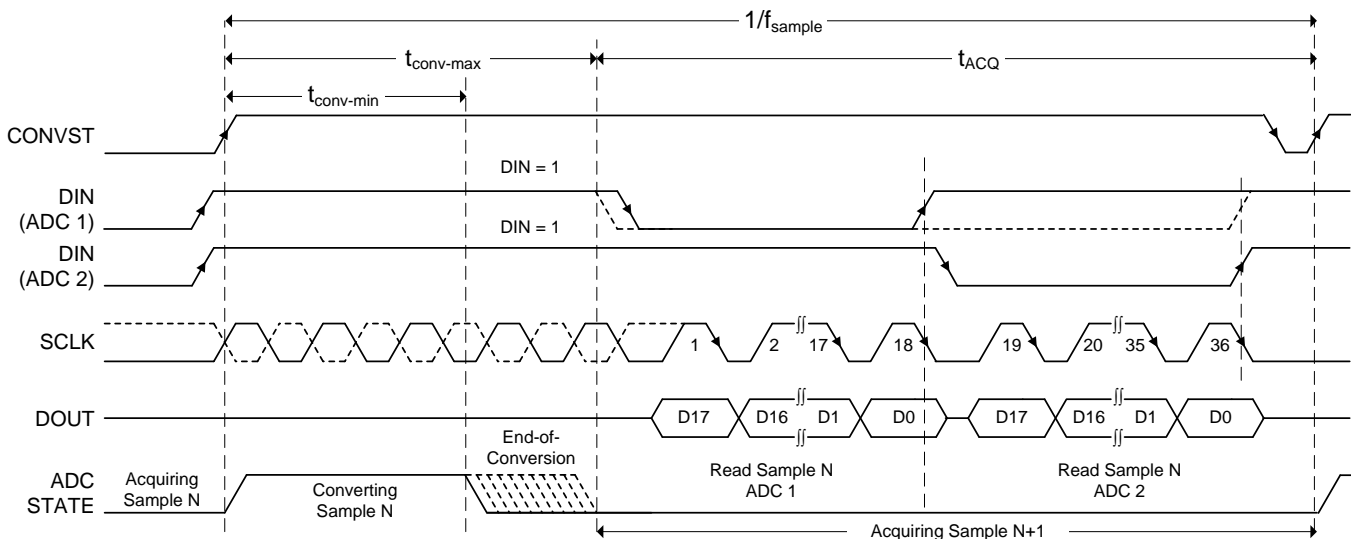 1/fsample
tconv-max
tACQ
tconv-min
CONVST
DIN = 1
DIN
(ADC 1)
DIN = 1
DIN
(ADC 2)
SCLK
1 2 ∫∫ 17 18 19 20 ∫∫ 35 36
DOUT
D17 D16 ∫∫ D1 D0 D17 D16 ∫∫ D1 D0
∫∫ ∫∫
ADC
STATE
Acquiring
Sample N
Converting
Sample N
End-of-
Conversion
Read Sample N
ADC 1
Read Sample N
ADC 2
Acquiring Sample N+1